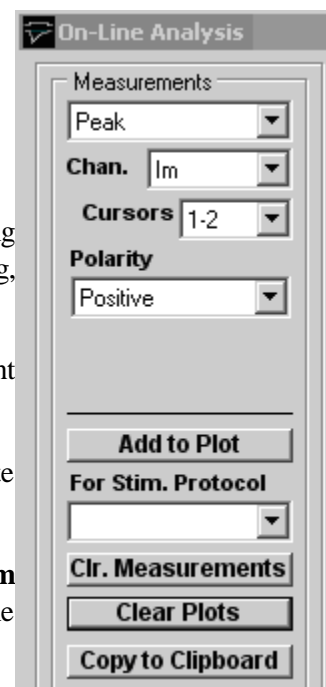 On-Line Analysis
Measurements
Peak
Chan. Im
Cursors 1-2
Polarity
Positive
Add to Plot
For Stim. Protocol
Clr. Measurements
Clear Plots
Copy to Clipboard